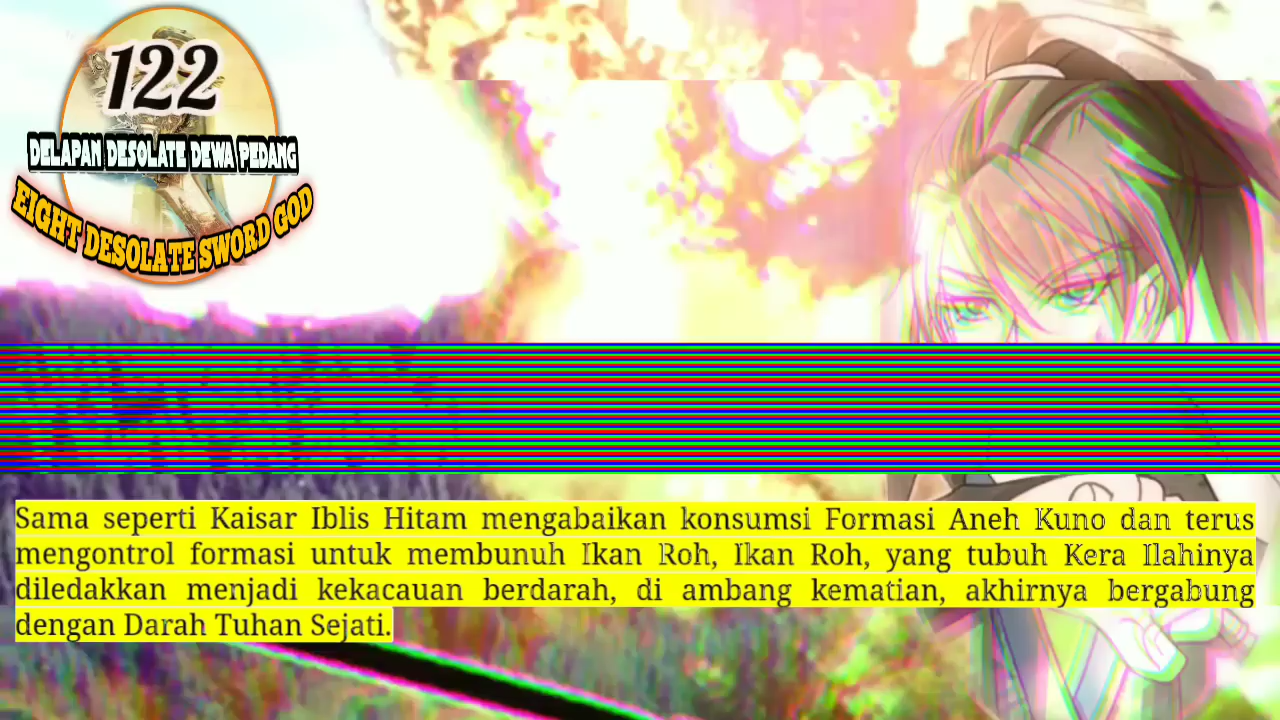 122
DELAPAN DESOLATE DEWA PEDANG
EIGHT DESOLATE SWORD GOD
Sama seperti Kaisar Iblis Hitam mengabaikan konsumsi Formasi Aneh Kuno dan terus
mengontrol formasi untuk membunuh Ikan Roh, Ikan Roh, yang tubuh Kera Ilahinya
diledakkan menjadi kekacauan berdarah, di ambang kematian, akhirnya bergabung
dengan Darah Tuhan Sejati.